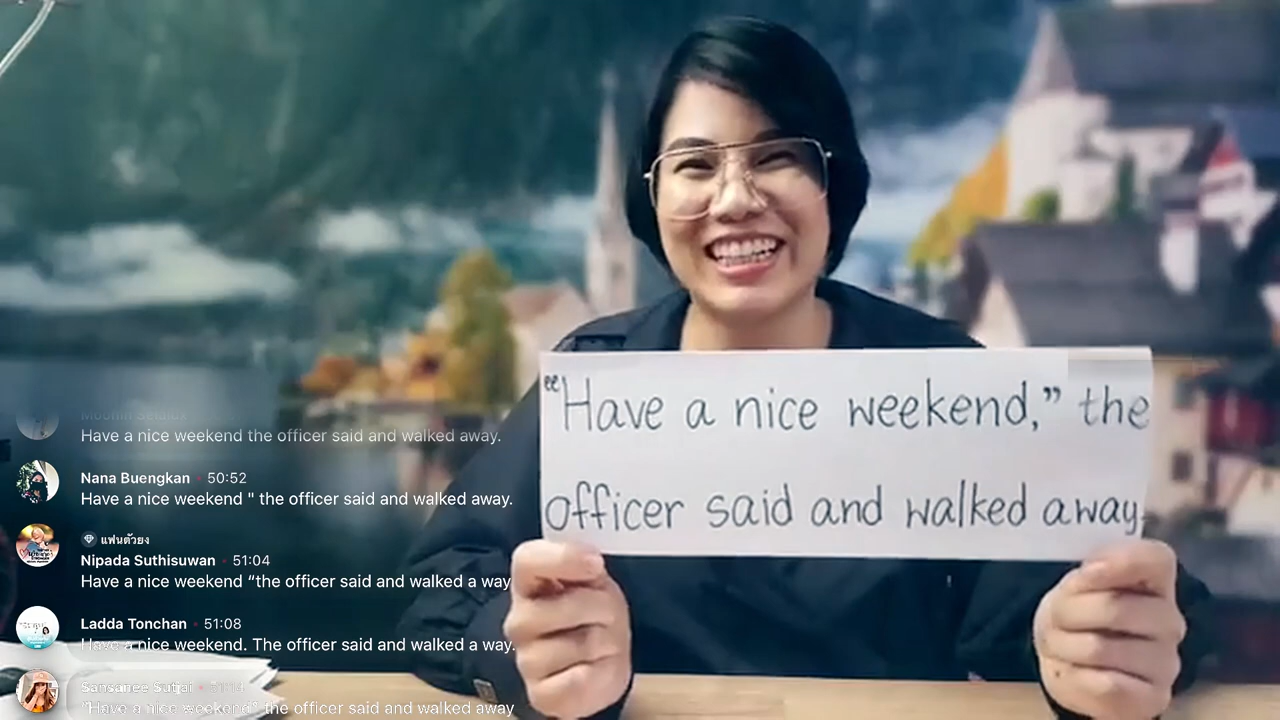 “Have a nice weekend,” the
officer said and walked away.
Have a nice weekend the officer said and walked away.
Nana Buengkan • 50:52
Have a nice weekend " the officer said and walked away.
แฟนตัวยง
Nipada Suthisuwan • 51:04
Have a nice weekend “the officer said and walked a way
Ladda Tonchan • 51:08
Have a nice weekend. The officer said and walked a way.
Sansanee Sutjai
"Have a nice weekend" the officer said and walked away